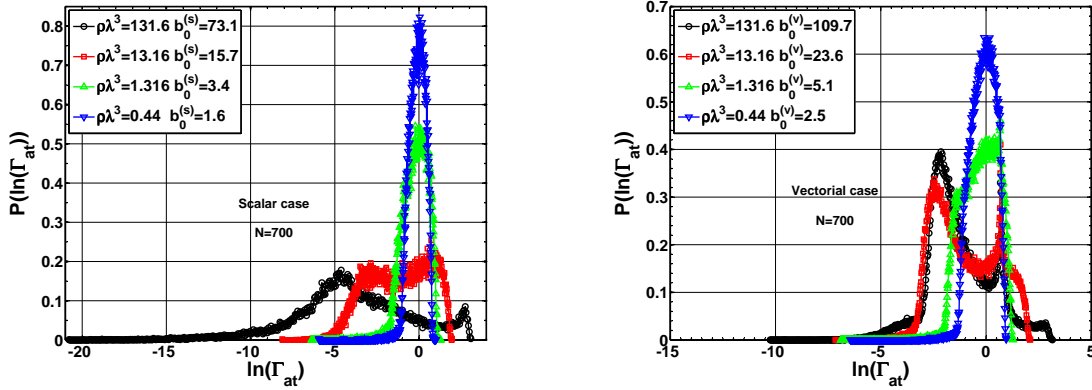 0.8
0.7
0.6
0.5
0.4
0.3
0.2
0.1
0
P(ln(Γat))
ρλ³=131.6 b₀⁽ˢ⁾=73.1
ρλ³=13.16 b₀⁽ˢ⁾=15.7
ρλ³=1.316 b₀⁽ˢ⁾=3.4
ρλ³=0.44 b₀⁽ˢ⁾=1.6
Scalar case
N=700
-20 -15 -10 -5 0
ln(Γat)
0.7
0.6
0.5
0.4
0.3
0.2
0.1
0
P(ln(Γat))
ρλ³=131.6 b₀⁽ᵛ⁾=109.7
ρλ³=13.16 b₀⁽ᵛ⁾=23.6
ρλ³=1.316 b₀⁽ᵛ⁾=5.1
ρλ³=0.44 b₀⁽ᵛ⁾=2.5
Vectorial case
N=700
-15 -10 -5 0 5
ln(Γat)